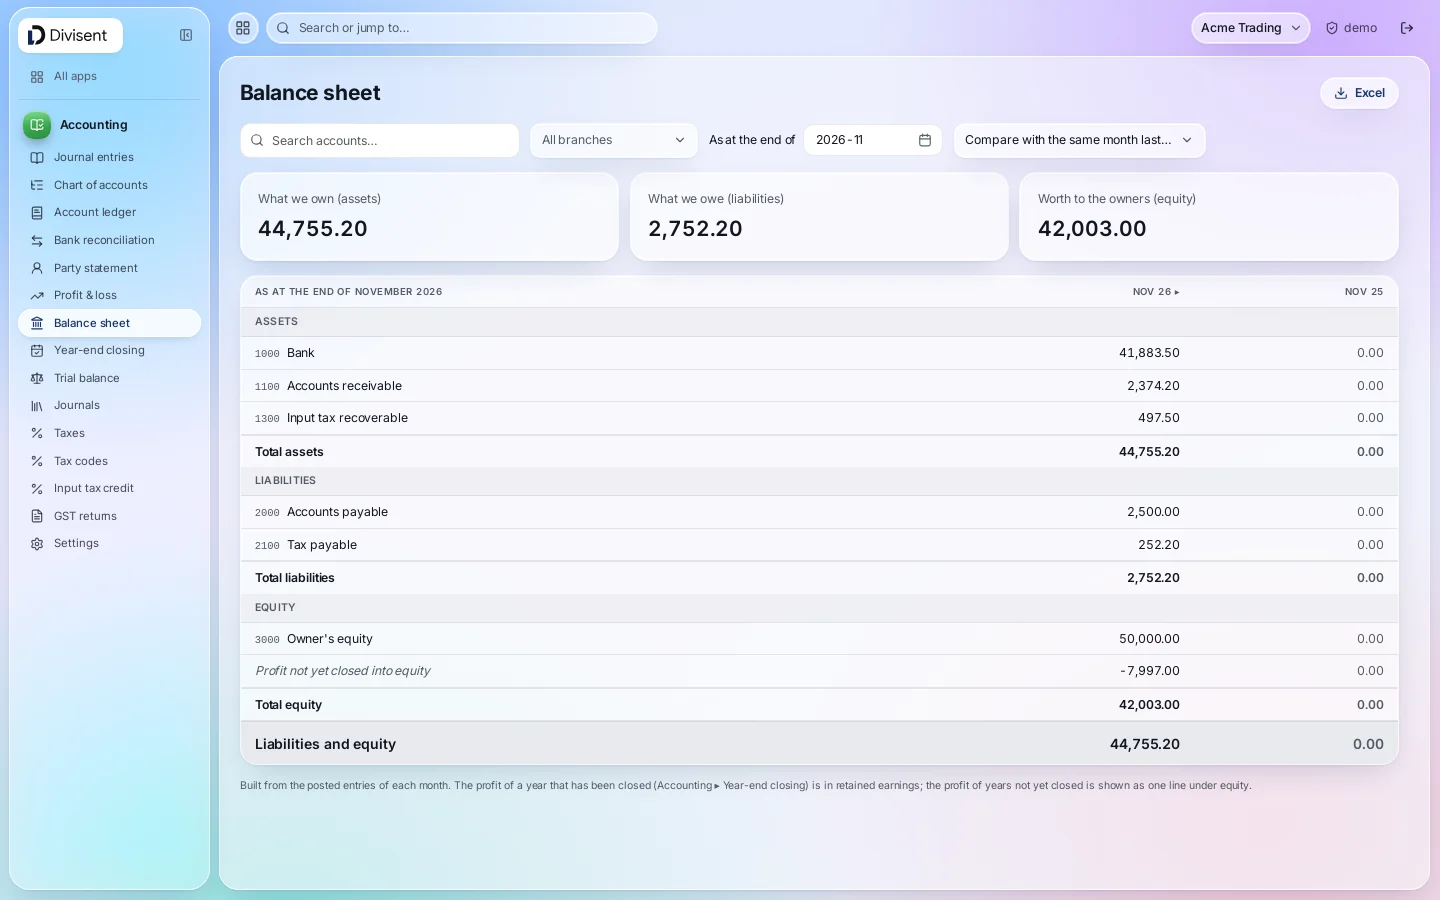 Divisent
Search or jump to...
Acme Trading
demo
All apps
Accounting
Journal entries
Chart of accounts
Account ledger
Bank reconciliation
Party statement
Profit & loss
Balance sheet
Year-end closing
Trial balance
Journals
Taxes
Tax codes
Input tax credit
GST returns
Settings
Balance sheet
Excel
Search accounts...
All branches
As at the end of
2026-11
Compare with the same month last...
What we own (assets)
44,755.20
What we owe (liabilities)
2,752.20
Worth to the owners (equity)
42,003.00
AS AT THE END OF NOVEMBER 2026 NOV 26 ▸ NOV 25
ASSETS
1000 Bank 41,883.50 0.00
1100 Accounts receivable 2,374.20 0.00
1300 Input tax recoverable 497.50 0.00
Total assets 44,755.20 0.00
LIABILITIES
2000 Accounts payable 2,500.00 0.00
2100 Tax payable 252.20 0.00
Total liabilities 2,752.20 0.00
EQUITY
3000 Owner's equity 50,000.00 0.00
Profit not yet closed into equity -7,997.00 0.00
Total equity 42,003.00 0.00
Liabilities and equity 44,755.20 0.00
Built from the posted entries of each month. The profit of a year that has been closed (Accounting ▸ Year-end closing) is in retained earnings; the profit of years not yet closed is shown as one line under equity.